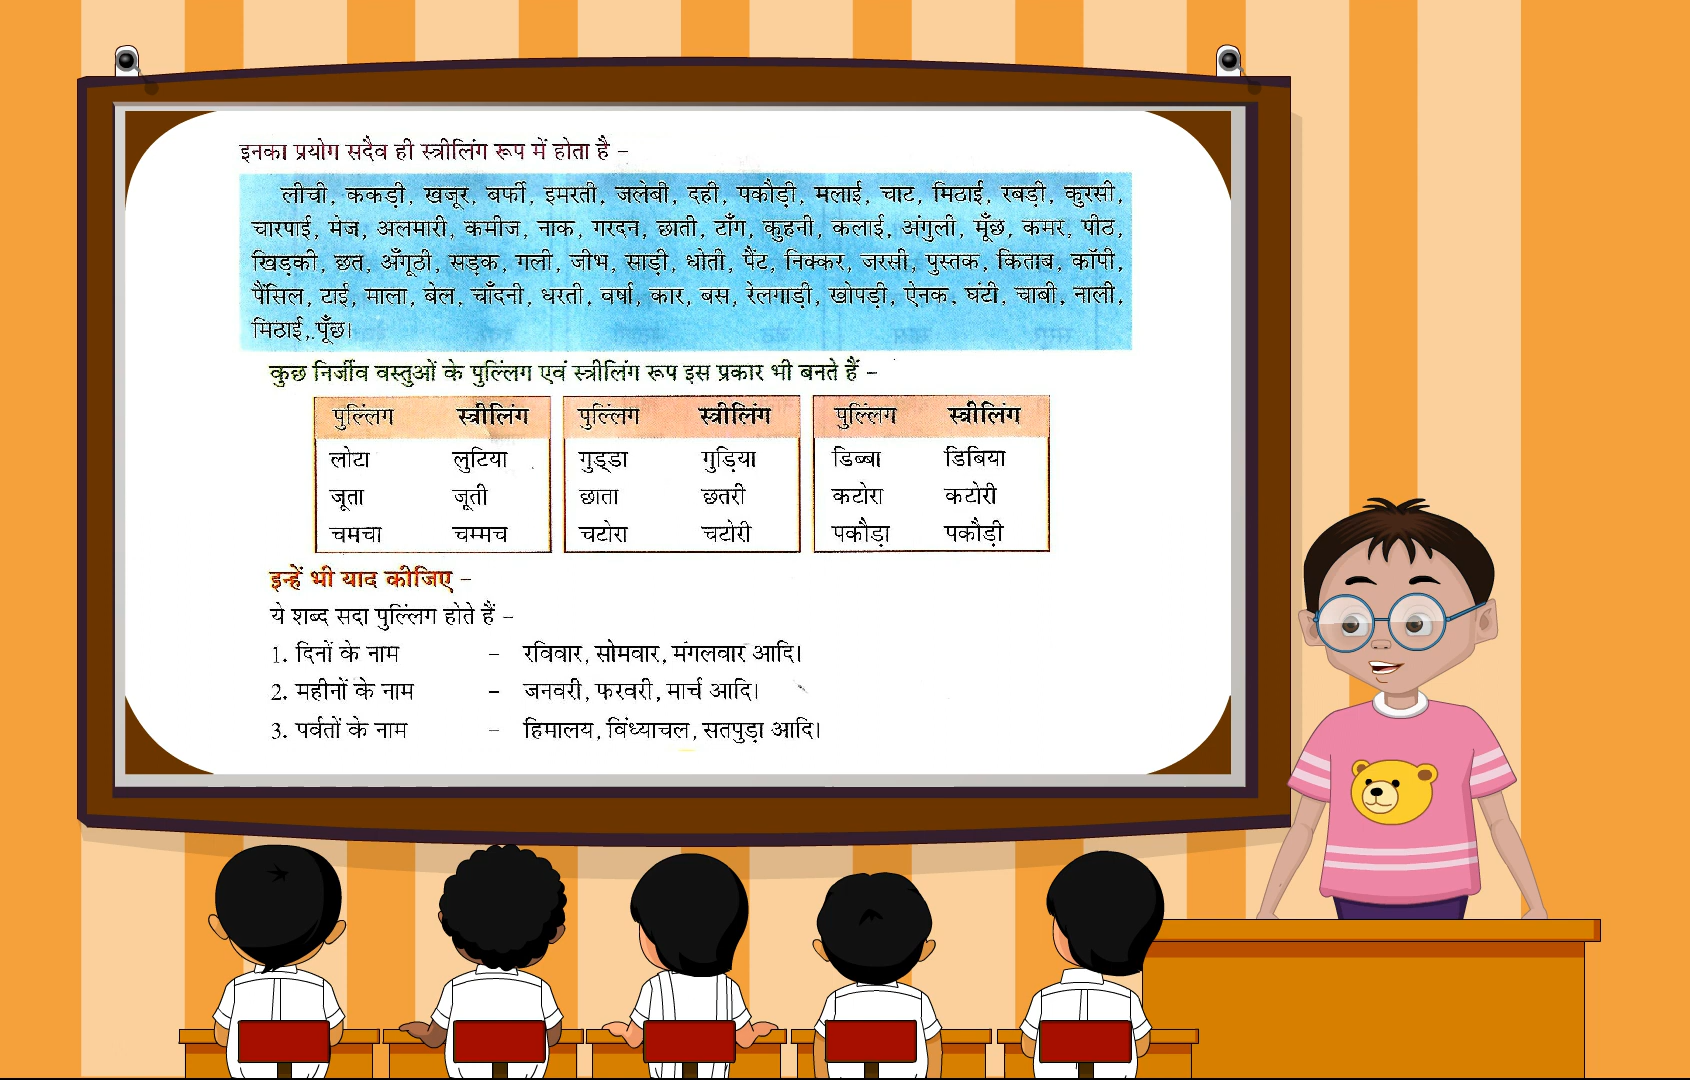 इनका प्रयोग सदैव ही स्त्रीलिंग रूप में होता है –
लीची, ककड़ी, खजूर, बर्फी, इमरती, जलेबी, दही, पकौड़ी, मलाई, चाट, मिठाई, रबड़ी, कुरसी,
चारपाई, मेज, अलमारी, कमीज, नाक, गरदन, छाती, टाँग, कुहनी, कलाई, अंगुली, मूँछ, कमर, पीठ,
खिड़की, छत, अँगूठी, सड़क, गली, जीभ, साड़ी, धोती, पैंट, निक्कर, जरसी, पुस्तक, किताब, कॉपी,
पैंसिल, टाई, माला, बेल, चाँदनी, धरती, वर्षा, कार, बस, रेलगाड़ी, खोपड़ी, ऐनक, घंटी, चाबी, नाली,
मिठाई, पूँछ।
कुछ निर्जीव वस्तुओं के पुल्लिंग एवं स्त्रीलिंग रूप इस प्रकार भी बनते हैं –
पुल्लिंग स्त्रीलिंग पुल्लिंग स्त्रीलिंग पुल्लिंग स्त्रीलिंग
लोटा लुटिया गुड्डा गुड़िया डिब्बा डिबिया
जूता जूती छाता छतरी कटोरा कटोरी
चमचा चम्मच चटोरा चटोरी पकौड़ा पकौड़ी
इन्हें भी याद कीजिए –
ये शब्द सदा पुल्लिंग होते हैं –
1. दिनों के नाम – रविवार, सोमवार, मंगलवार आदि।
2. महीनों के नाम – जनवरी, फरवरी, मार्च आदि।
3. पर्वतों के नाम – हिमालय, विंध्याचल, सतपुड़ा आदि।